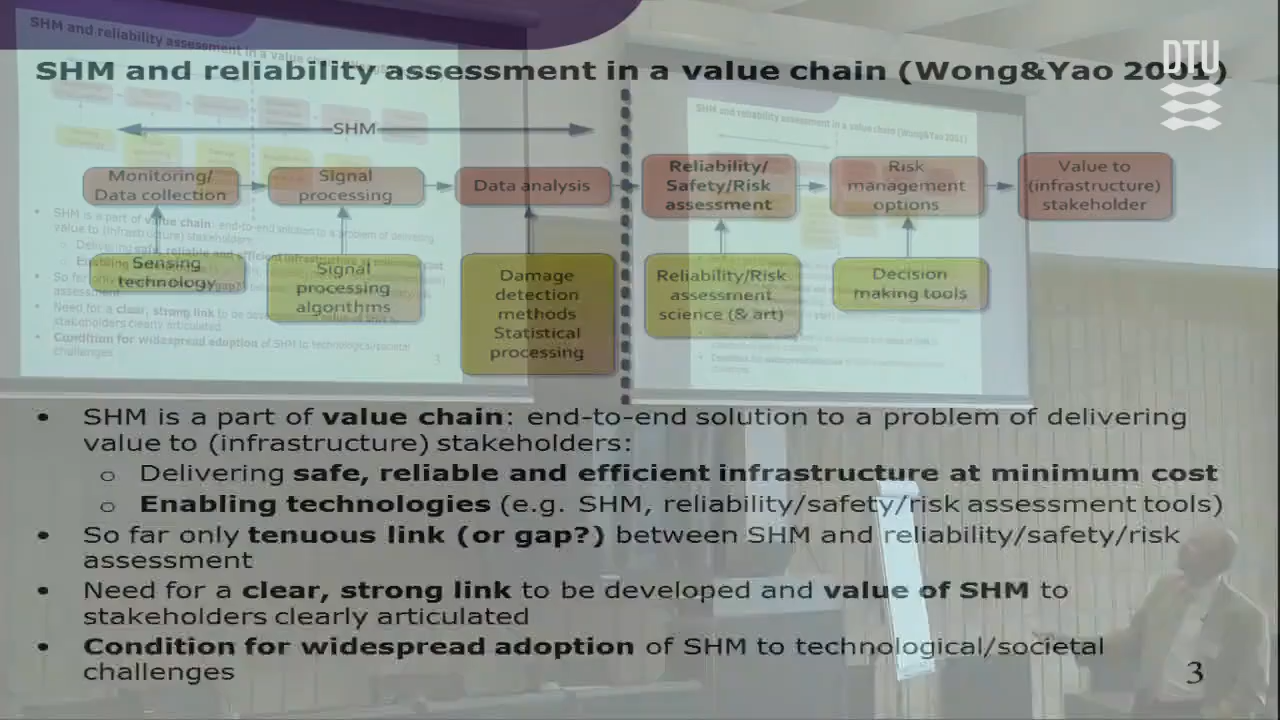 DTU
SHM and reliability assessment in a value chain (Wong&Yao 2001)
SHM
Monitoring/
Data collection
Signal
processing
Data analysis
Reliability/
Safety/Risk
assessment
Risk
management
options
Value to
(infrastructure)
stakeholder
Sensing
technology
Signal
processing
algorithms
Damage
detection
methods
Statistical
processing
Reliability/Risk
assessment
science (& art)
Decision
making tools
• SHM is a part of value chain: end-to-end solution to a problem of delivering
value to (infrastructure) stakeholders:
o Delivering safe, reliable and efficient infrastructure at minimum cost
o Enabling technologies (e.g. SHM, reliability/safety/risk assessment tools)
• So far only tenuous link (or gap?) between SHM and reliability/safety/risk
assessment
• Need for a clear, strong link to be developed and value of SHM to
stakeholders clearly articulated
• Condition for widespread adoption of SHM to technological/societal
challenges
3